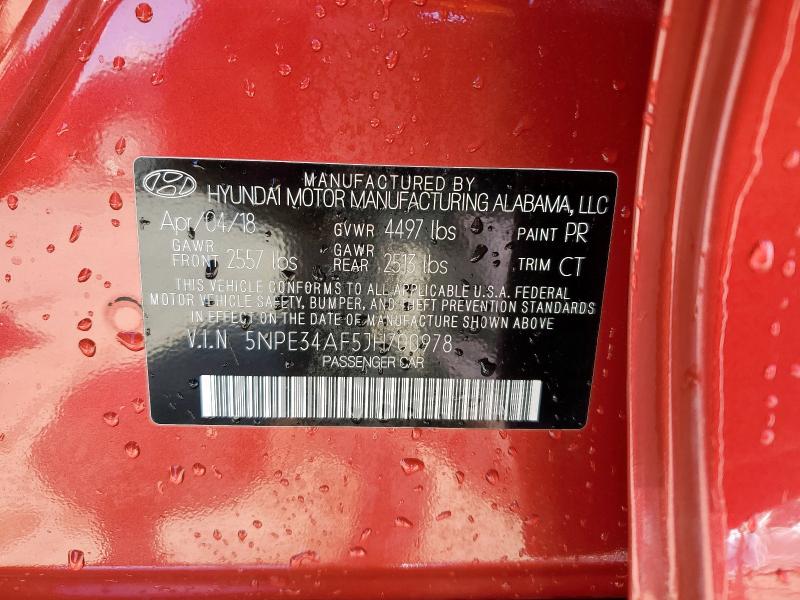 MANUFACTURED BY
HYUNDAI MOTOR MANUFACTURING ALABAMA, LLC
Apr/04/18 GVWR 4497 lbs PAINT PR
GAWR FRONT 2557 lbs GAWR REAR 2513 lbs TRIM CT
THIS VEHICLE CONFORMS TO ALL APPLICABLE U.S.A. FEDERAL
MOTOR VEHICLE SAFETY, BUMPER, AND THEFT PREVENTION STANDARDS
IN EFFECT ON THE DATE OF MANUFACTURE SHOWN ABOVE
V.I.N 5NPE34AF5JH700978
PASSENGER CAR